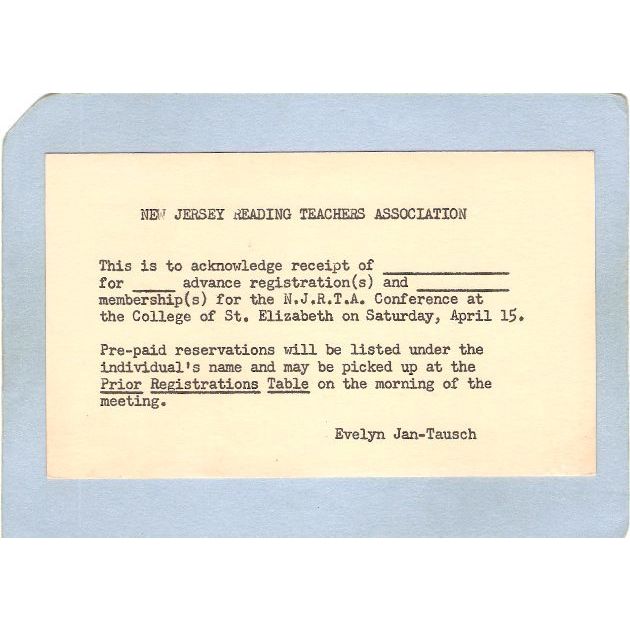 NEW JERSEY READING TEACHERS ASSOCIATION
This is to acknowledge receipt of ____________
for ____ advance registration(s) and _________
membership(s) for the N.J.R.T.A. Conference at
the College of St. Elizabeth on Saturday, April 15.
Pre-paid reservations will be listed under the
individual's name and may be picked up at the
Prior Registrations Table on the morning of the
meeting.
Evelyn Jan-Tausch